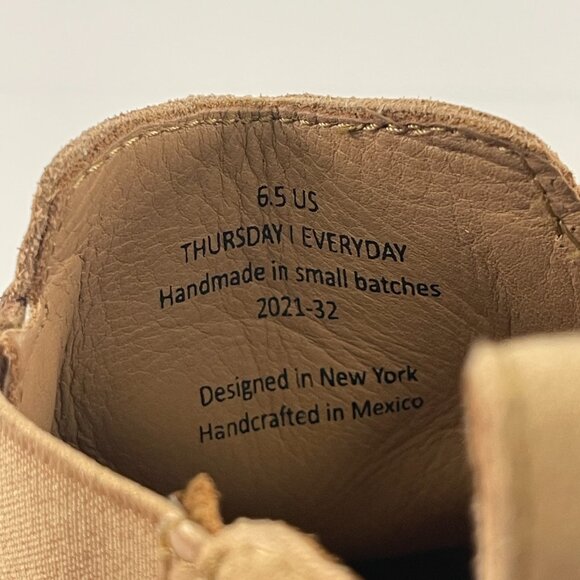 6.5 US
THURSDAY | EVERYDAY
Handmade in small batches
2021-32
Designed in New York
Handcrafted in Mexico